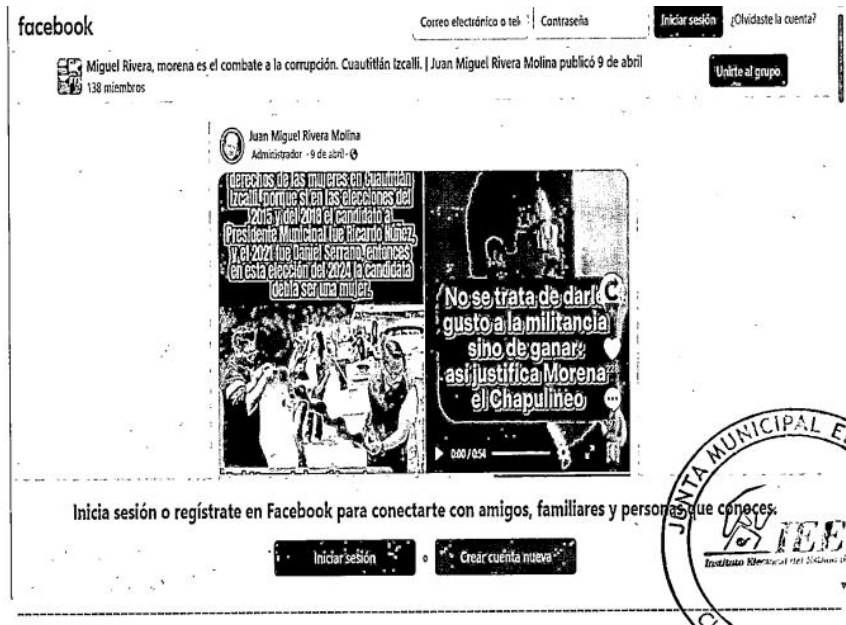 facebook
Correo electrónico o tel
Contraseña
Iniciar sesión
¿Olvidaste la cuenta?
Miguel Rivera, morena es el combate a la corrupción. Cuautitlán Izcalli. | Juan Miguel Rivera Molina publicó 9 de abril
138 miembros
Unirte al grupo
Juan Miguel Rivera Molina
Administrador · 9 de abril ·
derechos de las mujeres en Cuautitlán
Izcalli, porque si en las elecciones del
2015 y del 2018 el candidato a
Presidente Municipal fue Ricardo Núñez,
y el 2021 fue Daniel Serrano, entonces
en esta elección del 2024 la candidata
debía ser una mujer.
No se trata de darle
gusto a la militancia
sino de ganar:
así justifica Morena
el Chapulineo
228
0:00 / 0:54
Inicia sesión o regístrate en Facebook para conectarte con amigos, familiares y personas que conoces.
Iniciar sesión
o
Crear cuenta nueva
JUNTA MUNICIPAL E
IEE
Instituto Electoral del Estado